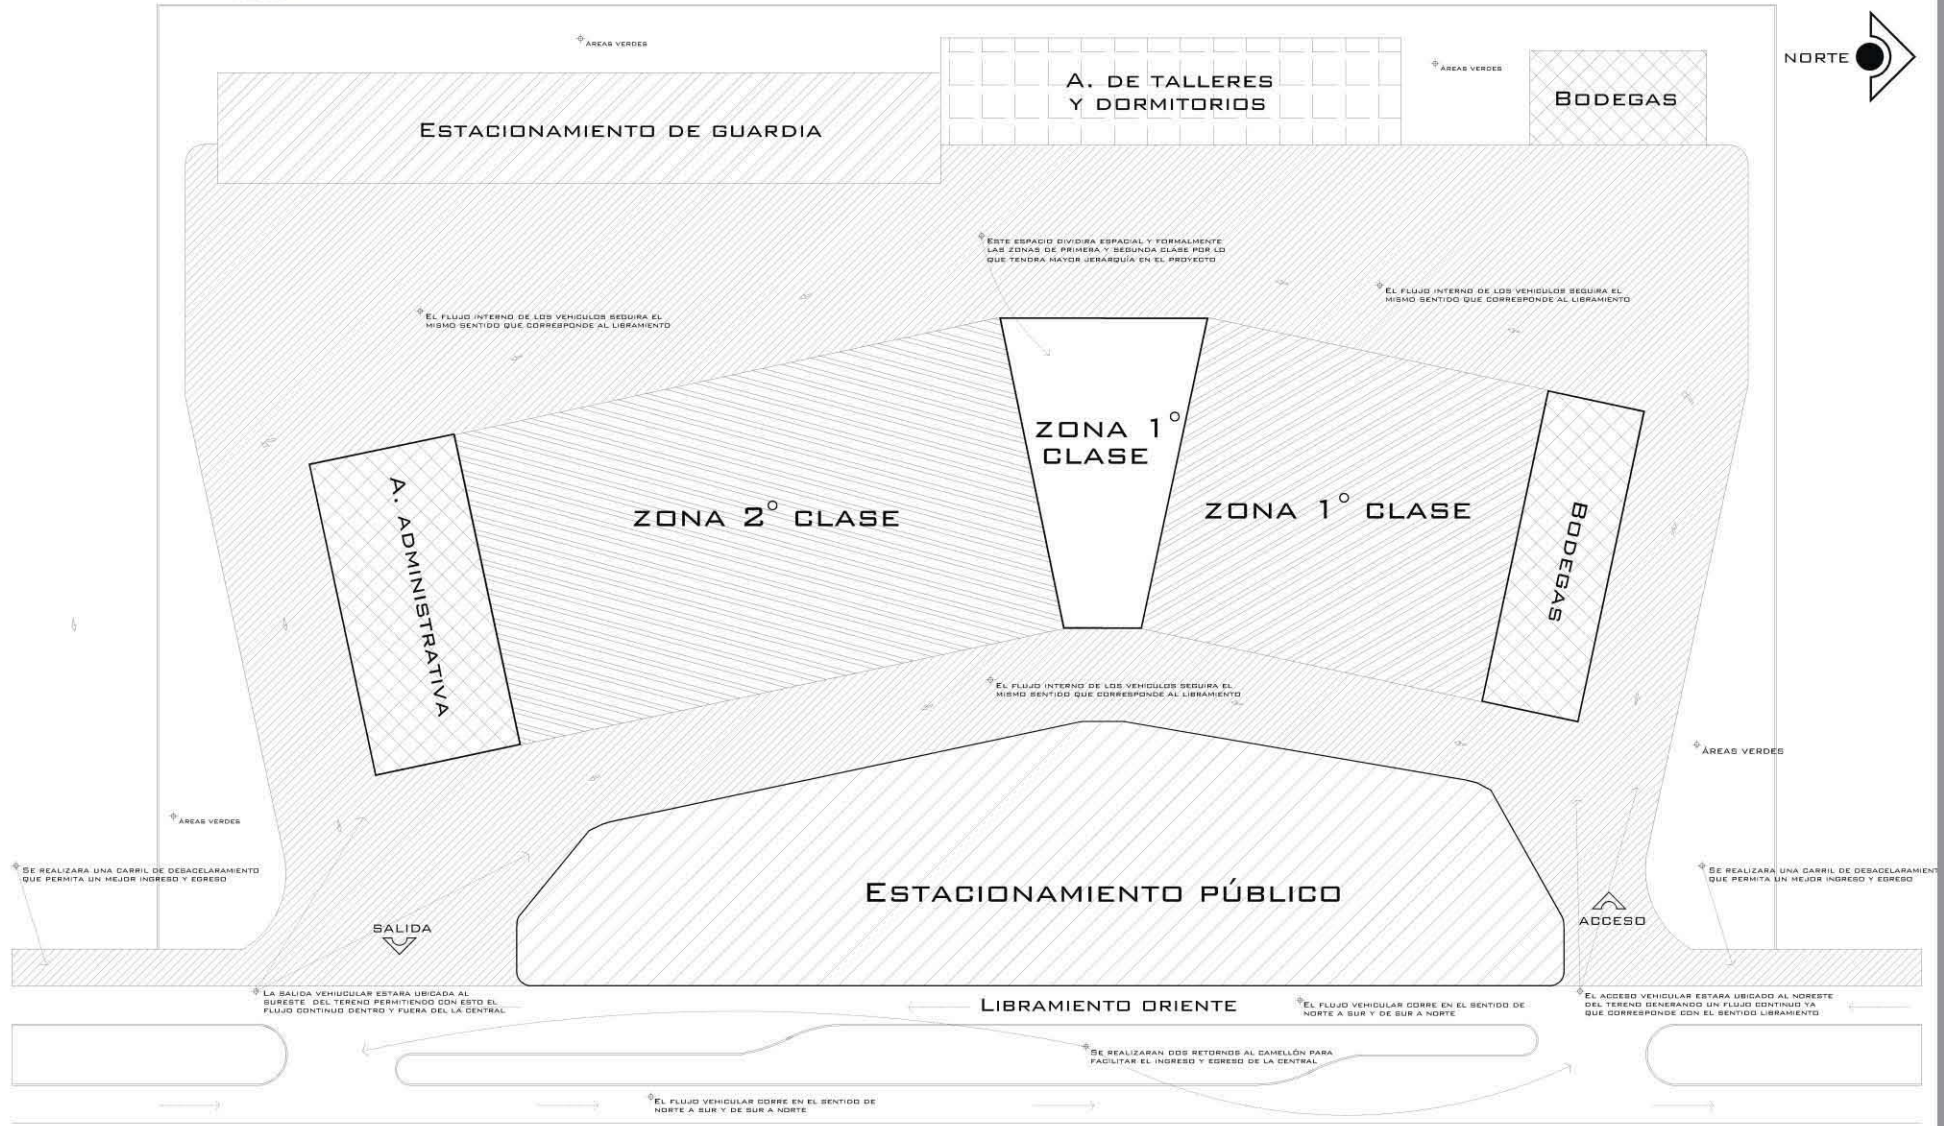 ÁREAS VERDES
A. DE TALLERES
Y DORMITORIOS
ÁREAS VERDES
BODEGAS
NORTE
ESTACIONAMIENTO DE GUARDIA
ESTE ESPACIO DIVIDIRA ESPACIAL Y FORMALMENTE
LAS ZONAS DE PRIMERA Y SEGUNDA CLASE POR LO
QUE TENDRA MAYOR JERARQUÍA EN EL PROYECTO
EL FLUJO INTERNO DE LOS VEHICULOS SEGUIRA EL
MISMO SENTIDO QUE CORRESPONDE AL LIBRAMIENTO
EL FLUJO INTERNO DE LOS VEHICULOS SEGUIRA EL
MISMO SENTIDO QUE CORRESPONDE AL LIBRAMIENTO
ZONA 1°
CLASE
A. ADMINISTRATIVA
ZONA 2° CLASE
ZONA 1° CLASE
BODEGAS
EL FLUJO INTERNO DE LOS VEHICULOS SEGUIRA EL
MISMO SENTIDO QUE CORRESPONDE AL LIBRAMIENTO
ÁREAS VERDES
ÁREAS VERDES
SE REALIZARA UNA CARRIL DE DESACELARAMIENTO
QUE PERMITA UN MEJOR INGRESO Y EGRESO
SE REALIZARA UNA CARRIL DE DESACELARAMIENT
QUE PERMITA UN MEJOR INGRESO Y EGRESO
ESTACIONAMIENTO PÚBLICO
SALIDA
ACCESO
LA SALIDA VEHIUCULAR ESTARA UBICADA AL
SURESTE DEL TERENO PERMITIENDO CON ESTO EL
FLUJO CONTINUO DENTRO Y FUERA DEL LA CENTRAL
LIBRAMIENTO ORIENTE
EL FLUJO VEHICULAR CORRE EN EL SENTIDO DE
NORTE A SUR Y DE SUR A NORTE
EL ACCESO VEHICULAR ESTARA UBICADO AL NORESTE
DEL TERENO GENERANDO UN FLUJO CONTINUO YA
QUE CORRESPONDE CON EL SENTIDO LIBRAMIENTO
SE REALIZARAN DOS RETORNOS AL CAMELLÓN PARA
FACILITAR EL INGRESO Y EGRESO DE LA CENTRAL
EL FLUJO VEHICULAR CORRE EN EL SENTIDO DE
NORTE A SUR Y DE SUR A NORTE